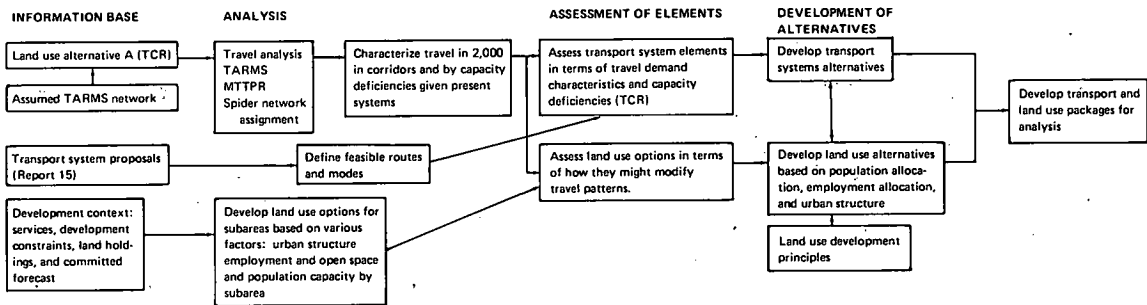 INFORMATION BASE
ANALYSIS
ASSESSMENT OF ELEMENTS
DEVELOPMENT OF
ALTERNATIVES
Land use alternative A (TCR)
Assumed TARMS network
Travel analysis
TARMS
MTTPR
Spider network
assignment
Characterize travel in 2,000
in corridors and by capacity
deficiencies given present
systems
Assess transport system elements
in terms of travel demand
characteristics and capacity
deficiencies (TCR)
Develop transport
systems alternatives
Develop transport and
land use packages for
analysis
Transport system proposals
(Report 15)
Define feasible routes
and modes
Assess land use options in terms
of how they might modify
travel patterns.
Develop land use alternatives
based on population alloca-
tion, employment allocation,
and urban structure
Development context:
services, development
constraints, land hold-
ings, and committed
forecast
Develop land use options for
subareas based on various
factors: urban structure
employment and open space
and population capacity by
subarea
Land use development
principles